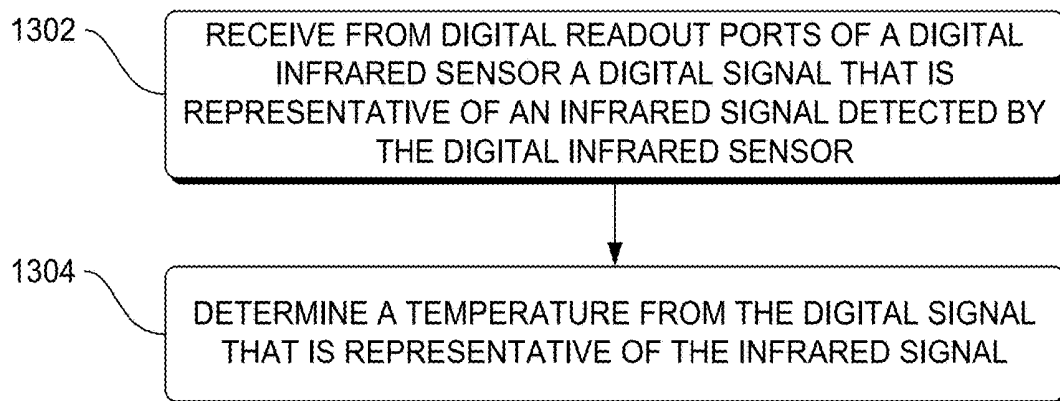 1302
RECEIVE FROM DIGITAL READOUT PORTS OF A DIGITAL
INFRARED SENSOR A DIGITAL SIGNAL THAT IS
REPRESENTATIVE OF AN INFRARED SIGNAL DETECTED BY
THE DIGITAL INFRARED SENSOR
1304
DETERMINE A TEMPERATURE FROM THE DIGITAL SIGNAL
THAT IS REPRESENTATIVE OF THE INFRARED SIGNAL